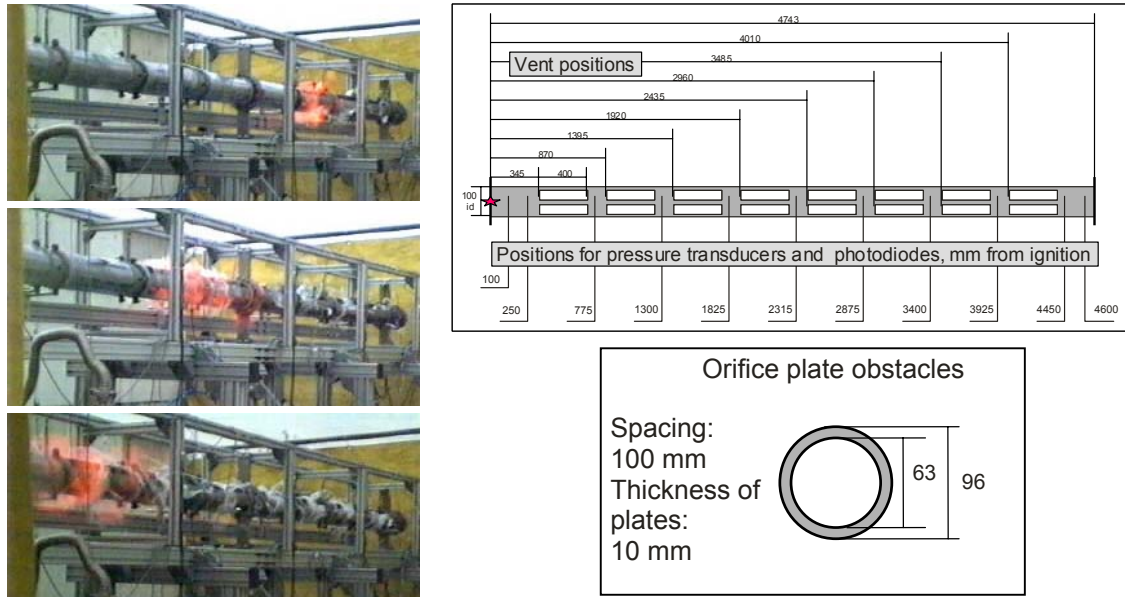 4743
4010
Vent positions
3485
2960
2435
1920
1395
870
345
400
100
id
Positions for pressure transducers and photodiodes, mm from ignition
100
250
775
1300
1825
2315
2875
3400
3925
4450
4600
Orifice plate obstacles
Spacing:
100 mm
Thickness of
plates:
10 mm
63
96